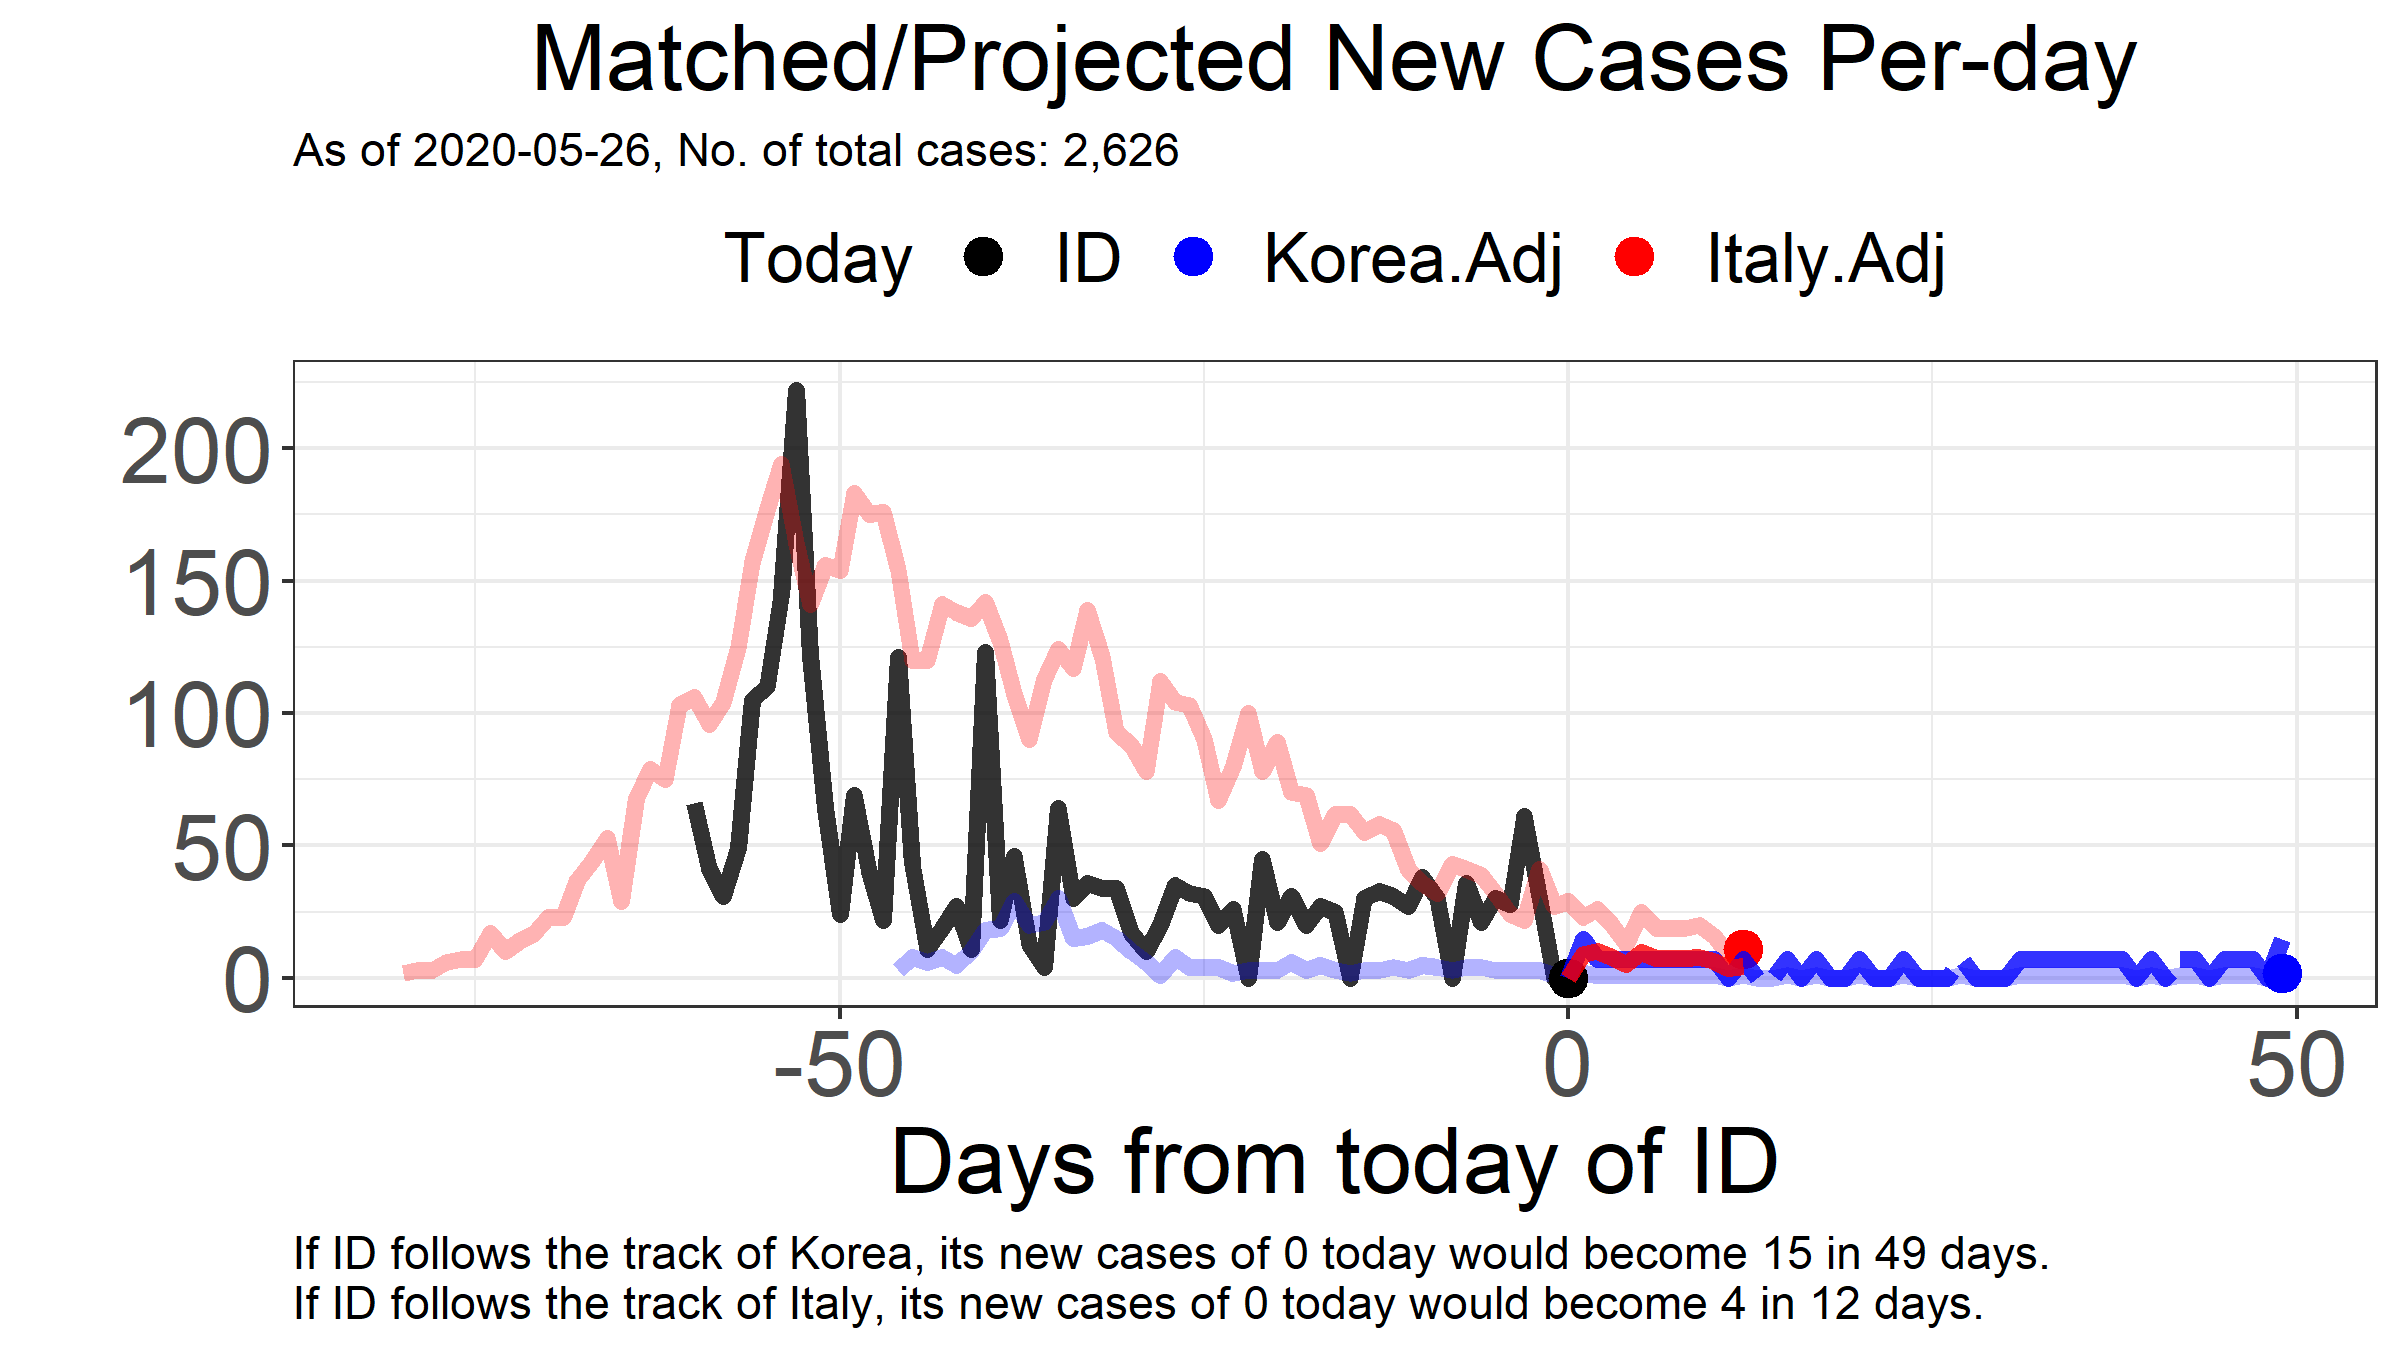 Matched/Projected New Cases Per-day
As of 2020-05-26, No. of total cases: 2,626
Today ID Korea.Adj Italy.Adj
200
150
100
50
0
-50 0 50
Days from today of ID
If ID follows the track of Korea, its new cases of 0 today would become 15 in 49 days.
If ID follows the track of Italy, its new cases of 0 today would become 4 in 12 days.